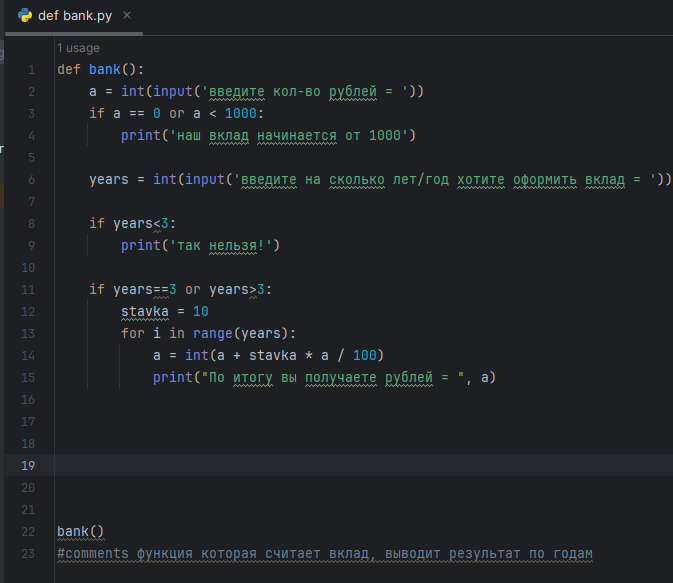 def bank.py ×
1 usage
1 def bank():
2 a = int(input('введите кол-во рублей = '))
3 if a == 0 or a < 1000:
4 print('наш вклад начинается от 1000')
5
6 years = int(input('введите на сколько лет/год хотите оформить вклад = '))
7
8 if years<3:
9 print('так нельзя!')
10
11 if years==3 or years>3:
12 stavka = 10
13 for i in range(years):
14 a = int(a + stavka * a / 100)
15 print("По итогу вы получаете рублей = ", a)
16
17
18
19
20
21
22 bank()
23 #comments функция которая считает вклад, выводит результат по годам